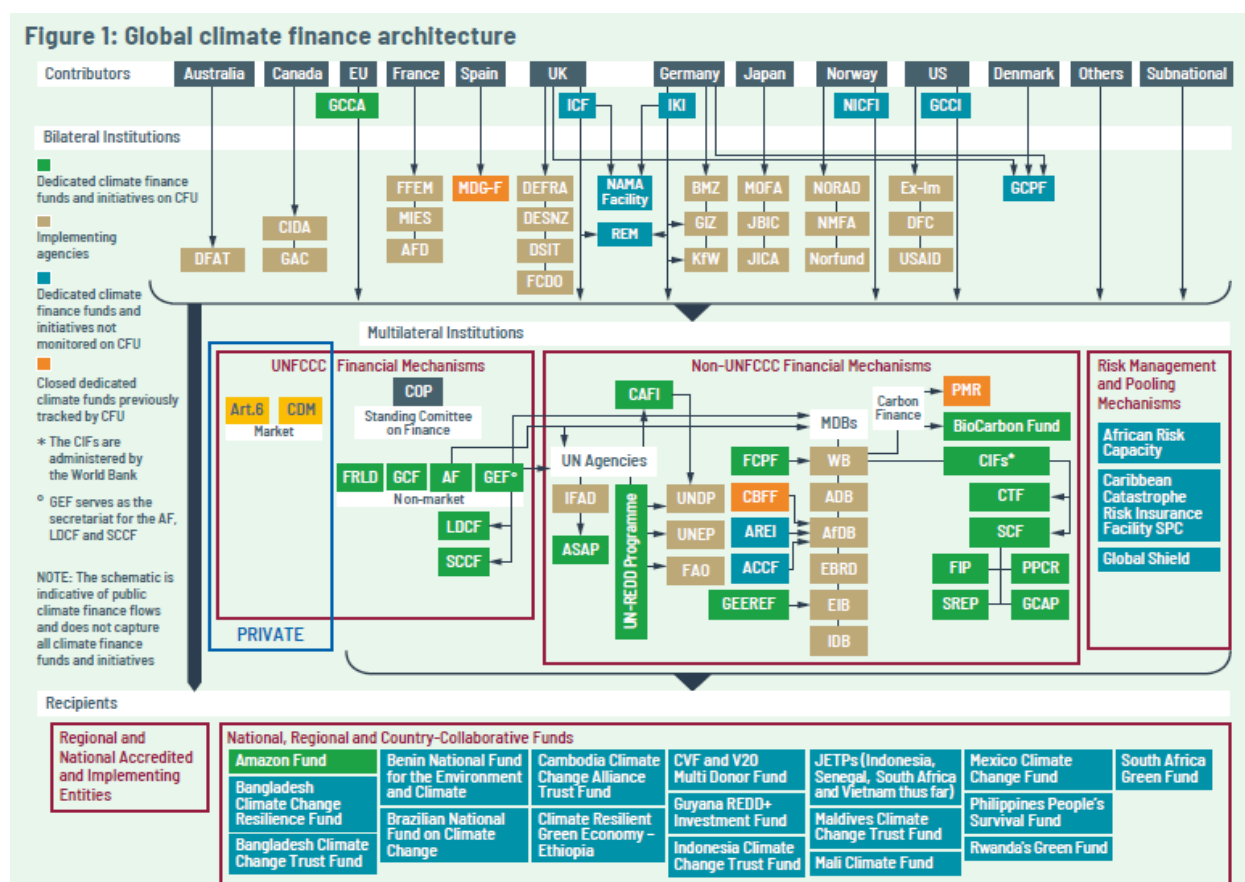 Figure 1: Global climate finance architecture
Contributors
Australia
Canada
EU
France
Spain
UK
Germany
Japan
Norway
US
Denmark
Others
Subnational
GCCA
ICF
IKI
NICFI
GCCI
Bilateral Institutions
Dedicated climate finance
funds and initiatives on CFU
Implementing
agencies
Dedicated climate
finance funds and
initiatives not
monitored on CFU
Closed dedicated
climate funds previously
tracked by CFU
* The CIFs are
administered by
the World Bank
° GEF serves as the
secretariat for the AF,
LDCF and SCCF
NOTE: The schematic is
indicative of public
climate finance flows
and does not capture
all climate finance
funds and initiatives
DFAT
CIDA
GAC
FFEM
MIES
AFD
MDG-F
DEFRA
DESNZ
DSIT
FCDO
NAMA
Facility
REM
BMZ
GIZ
KfW
MOFA
JBIC
JICA
NORAD
NMFA
Norfund
Ex-Im
DFC
USAID
GCPF
Multilateral Institutions
UNFCCC Financial Mechanisms
Art.6
CDM
Market
COP
Standing Comittee
on Finance
FRLD
GCF
AF
GEF°
Non-market
LDCF
SCCF
PRIVATE
Non-UNFCCC Financial Mechanisms
CAFI
UN Agencies
IFAD
ASAP
UN-REDD Programme
UNDP
UNEP
FAO
FCPF
CBFF
AREI
ACCF
GEEREF
MDBs
WB
ADB
AfDB
EBRD
EIB
IDB
Carbon
Finance
PMR
BioCarbon Fund
CIFs*
CTF
SCF
FIP
PPCR
SREP
GCAP
Risk Management
and Pooling
Mechanisms
African Risk
Capacity
Caribbean
Catastrophe
Risk Insurance
Facility SPC
Global Shield
Recipients
Regional and
National Accredited
and Implementing
Entities
National, Regional and Country-Collaborative Funds
Amazon Fund
Bangladesh
Climate Change
Resilience Fund
Bangladesh Climate
Change Trust Fund
Benin National Fund
for the Environment
and Climate
Brazilian National
Fund on Climate
Change
Cambodia Climate
Change Alliance
Trust Fund
Climate Resilient
Green Economy –
Ethiopia
CVF and V20
Multi Donor Fund
Guyana REDD+
Investment Fund
Indonesia Climate
Change Trust Fund
JETPs (Indonesia,
Senegal, South Africa
and Vietnam thus far)
Maldives Climate
Change Trust Fund
Mali Climate Fund
Mexico Climate
Change Fund
Philippines People's
Survival Fund
Rwanda's Green Fund
South Africa
Green Fund